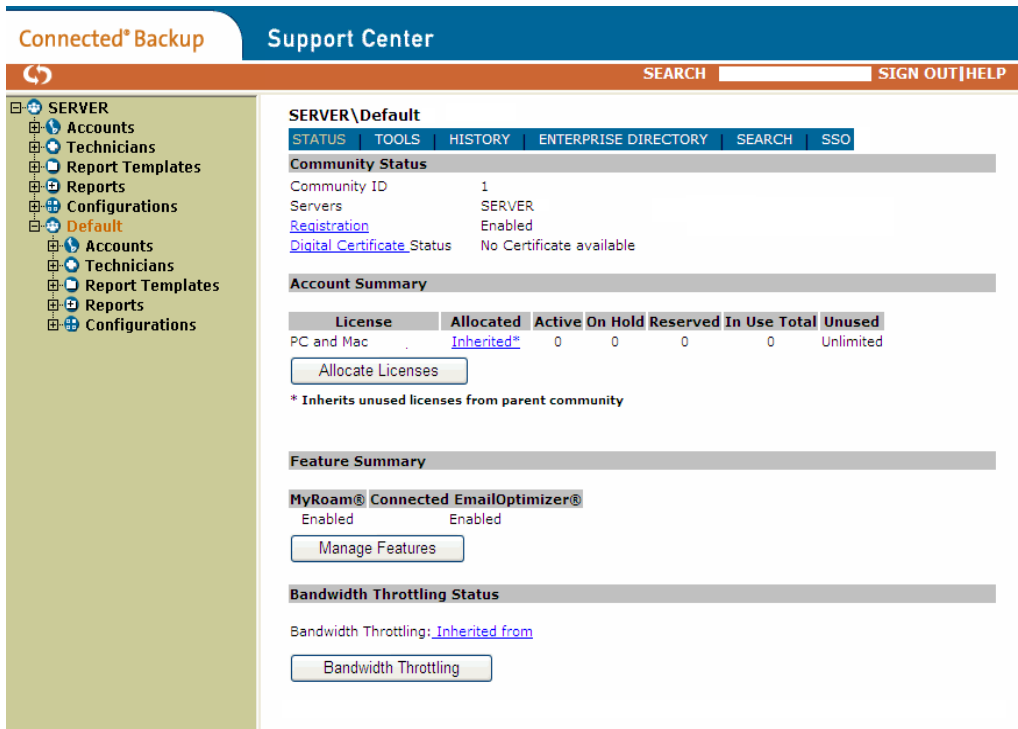 Connected® Backup
Support Center
SEARCH SIGN OUT|HELP
SERVER
Accounts
Technicians
Report Templates
Reports
Configurations
Default
Accounts
Technicians
Report Templates
Reports
Configurations
SERVER\Default
STATUS | TOOLS | HISTORY | ENTERPRISE DIRECTORY | SEARCH | SSO
Community Status
Community ID 1
Servers SERVER
Registration Enabled
Digital Certificate Status No Certificate available
Account Summary
License Allocated Active On Hold Reserved In Use Total Unused
PC and Mac Inherited* 0 0 0 0 Unlimited
Allocate Licenses
* Inherits unused licenses from parent community
Feature Summary
MyRoam® Connected EmailOptimizer®
Enabled Enabled
Manage Features
Bandwidth Throttling Status
Bandwidth Throttling: Inherited from
Bandwidth Throttling